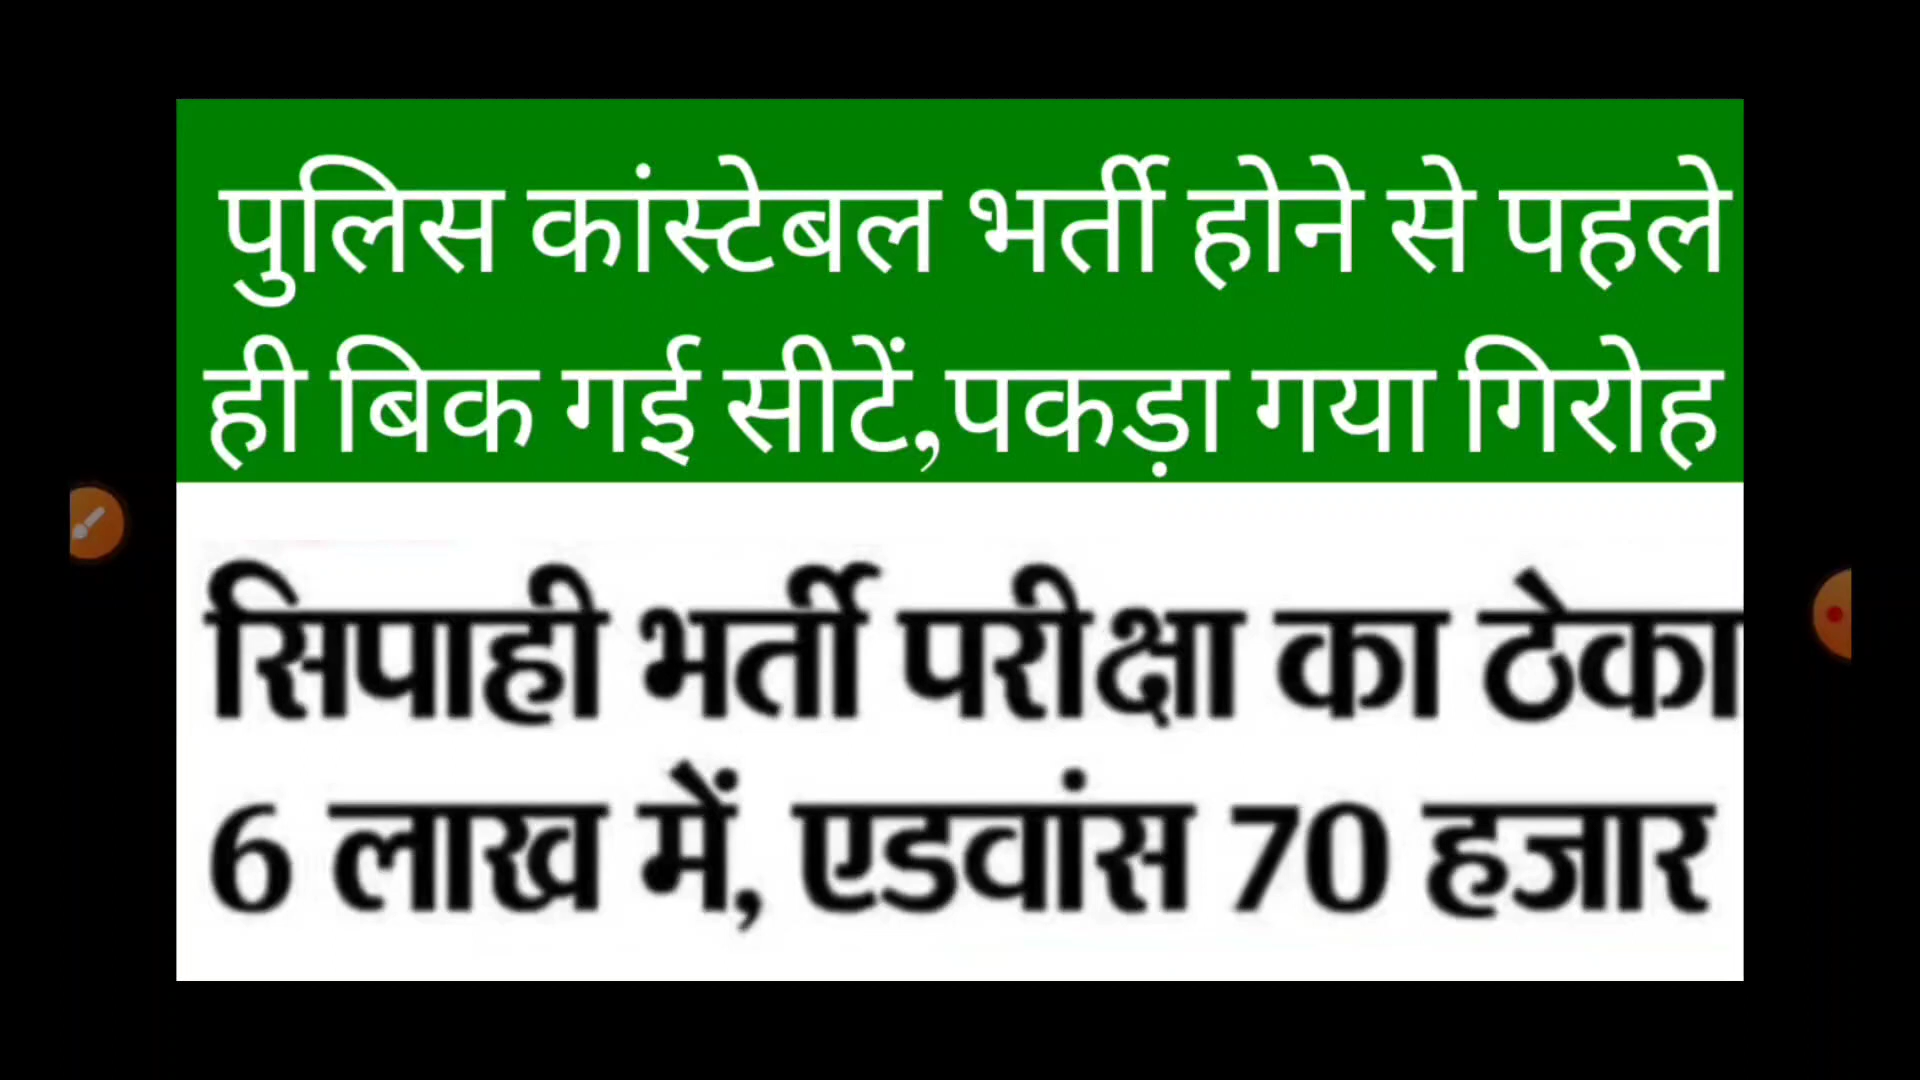 पुलिस कांस्टेबल भर्ती होने से पहले
ही बिक गई सीटें,पकड़ा गया गिरोह
सिपाही भर्ती परीक्षा का ठेका
6 लाख में, एडवांस 70 हजार